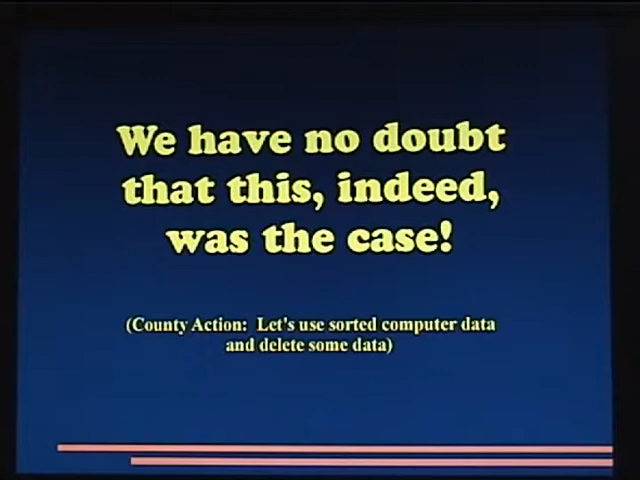 We have no doubt
that this, indeed,
was the case!
(County Action:  Let's use sorted computer data
and delete some data)